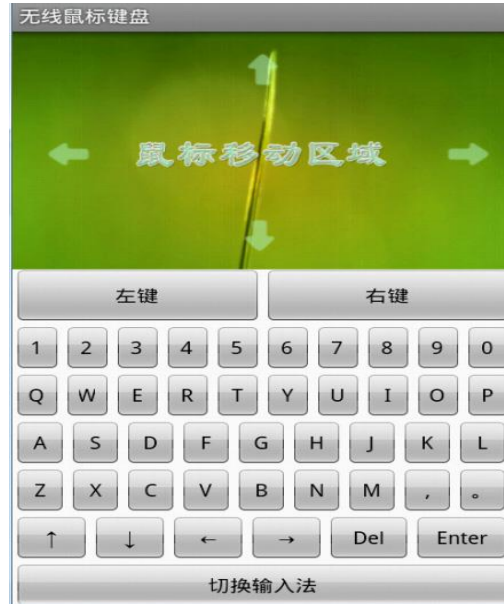 无线鼠标键盘
鼠标移动区域
左键 右键
1 2 3 4 5 6 7 8 9 0
Q W E R T Y U I O P
A S D F G H J K L
Z X C V B N M , 。
↑ ↓ ← → Del Enter
切换输入法